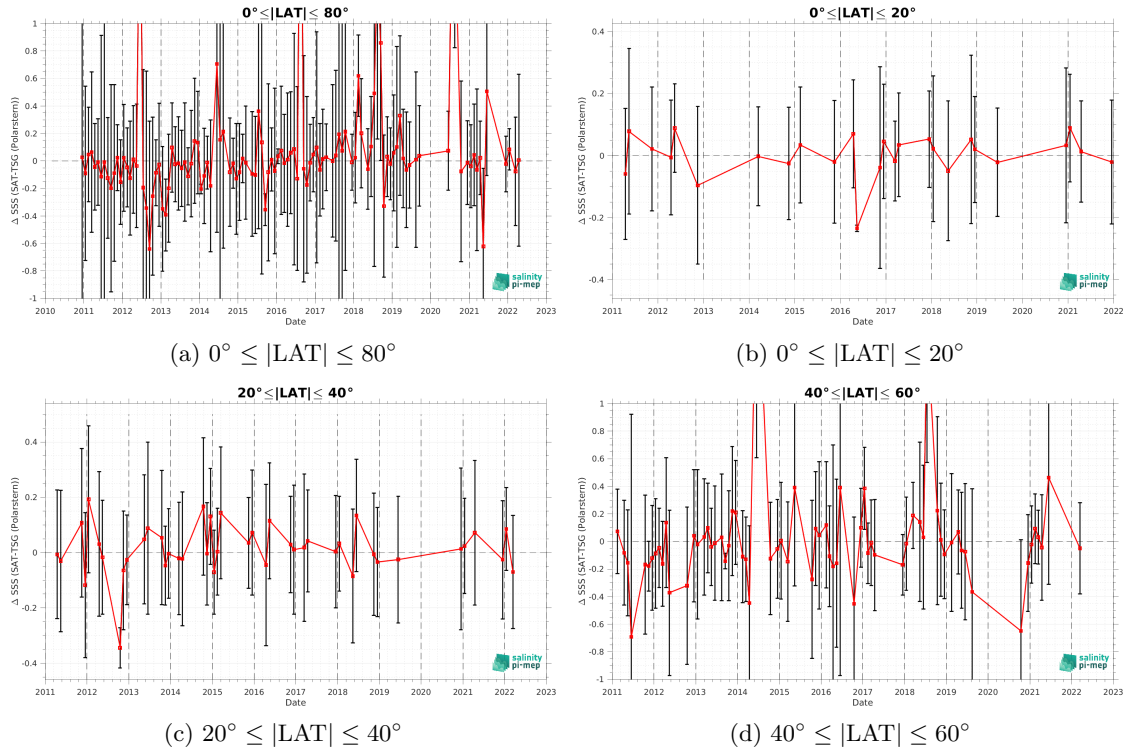 0°≤|LAT|≤ 80°
Δ SSS (SAT-TSG (Polarstern))
1
0.8
0.6
0.4
0.2
0
-0.2
-0.4
-0.6
-0.8
-1
2010 2011 2012 2013 2014 2015 2016 2017 2018 2019 2020 2021 2022 2023
Date
salinity
pi-mep
(a) 0° ≤ |LAT| ≤ 80°
0°≤|LAT|≤ 20°
Δ SSS (SAT-TSG (Polarstern))
0.4
0.2
0
-0.2
-0.4
2011 2012 2013 2014 2015 2016 2017 2018 2019 2020 2021 2022
Date
salinity
pi-mep
(b) 0° ≤ |LAT| ≤ 20°
20°≤|LAT|≤ 40°
Δ SSS (SAT-TSG (Polarstern))
0.4
0.2
0
-0.2
-0.4
2011 2012 2013 2014 2015 2016 2017 2018 2019 2020 2021 2022 2023
Date
salinity
pi-mep
(c) 20° ≤ |LAT| ≤ 40°
40°≤|LAT|≤ 60°
Δ SSS (SAT-TSG (Polarstern))
1
0.8
0.6
0.4
0.2
0
-0.2
-0.4
-0.6
-0.8
-1
2011 2012 2013 2014 2015 2016 2017 2018 2019 2020 2021 2022 2023
Date
salinity
pi-mep
(d) 40° ≤ |LAT| ≤ 60°